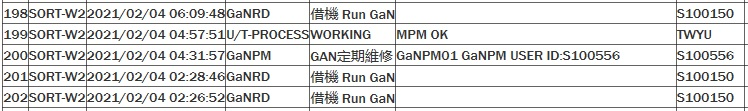 198 SORT-W2 2021/02/04 06:09:48 GaNRD 借機 Run GaN S100150
199 SORT-W2 2021/02/04 04:57:51 U/T-PROCESS WORKING MPM OK TWYU
200 SORT-W2 2021/02/04 04:31:57 GaNPM GAN定期維修 GaNPM01 GaNPM USER ID:S100556 S100556
201 SORT-W2 2021/02/04 02:28:46 GaNRD 借機 Run GaN S100150
202 SORT-W2 2021/02/04 02:26:52 GaNRD 借機 Run GaN S100150